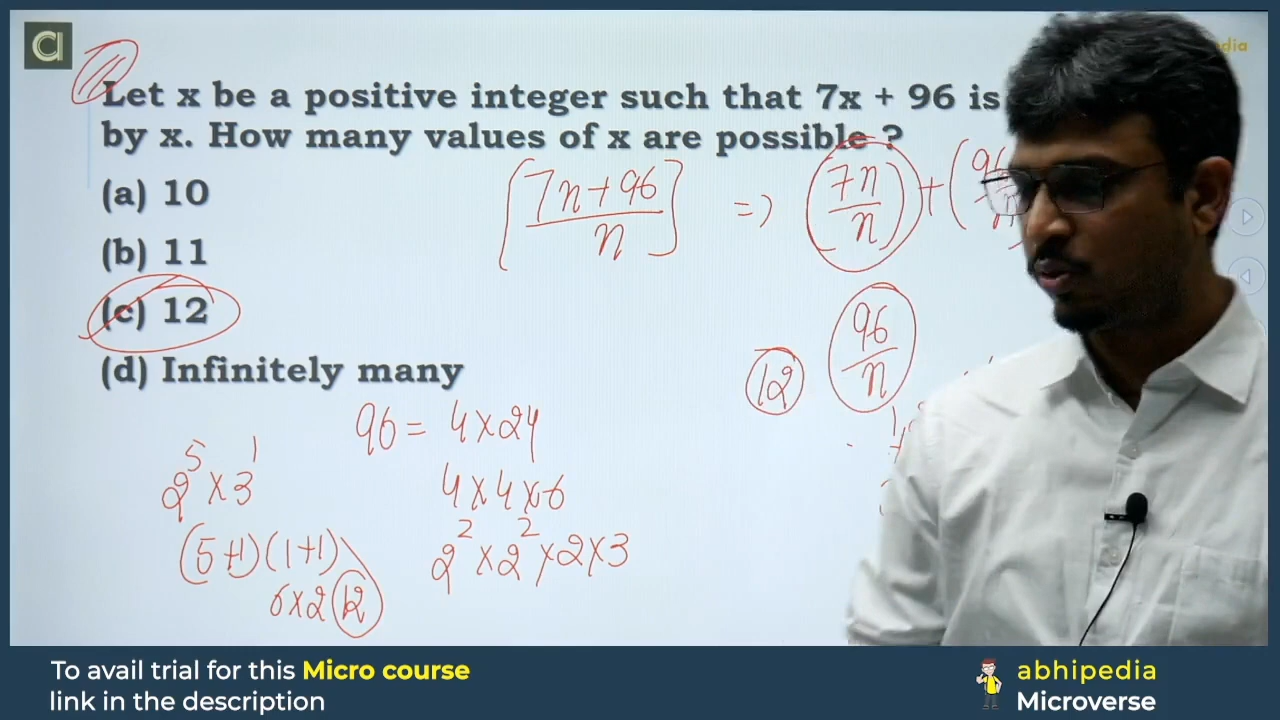 Let x be a positive integer such that 7x + 96 is
by x. How many values of x are possible ?
(a) 10
(b) 11
(c) 12
(d) Infinitely many
[7n+96/n] => (7n/n) + (96/n
12 96/n
96 = 4x24
4x4x6
2^2 x 2^2 x 2 x 3
2^5 x 3^1
(5+1)(1+1)
6x2 12
dia
To avail trial for this Micro course
link in the description
abhipedia
Microverse